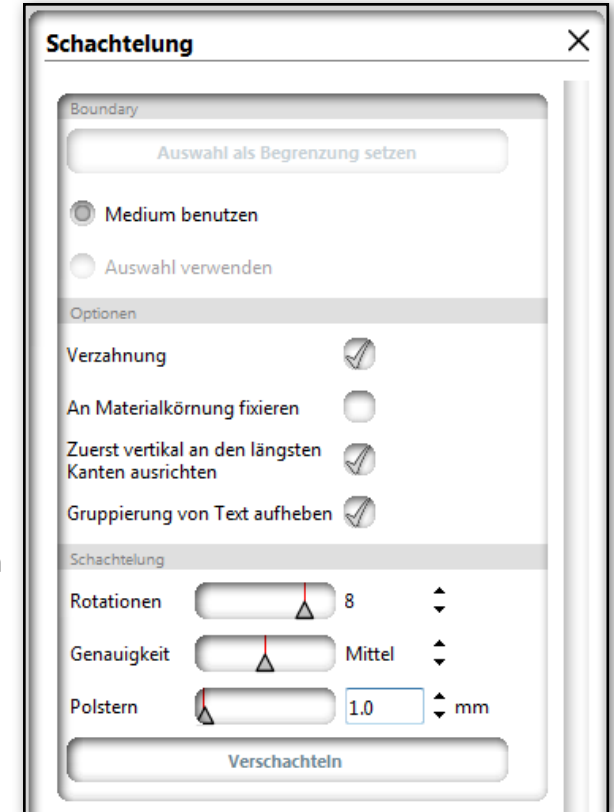 Schachtelung
Boundary
Auswahl als Begrenzung setzen
Medium benutzen
Auswahl verwenden
Optionen
Verzahnung
An Materialkörnung fixieren
Zuerst vertikal an den längsten
Kanten ausrichten
Gruppierung von Text aufheben
Schachtelung
Rotationen 8
Genauigkeit Mittel
Polstern 1.0 mm
Verschachteln